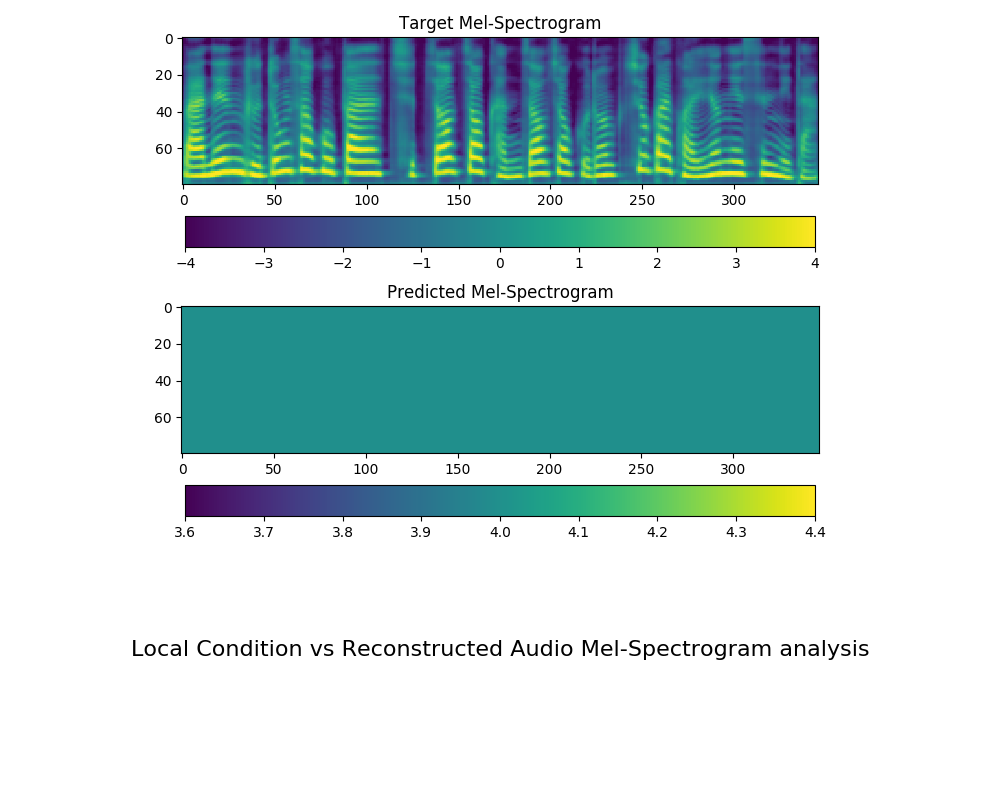 Target Mel-Spectrogram
0
20
40
60
0 50 100 150 200 250 300
−4 −3 −2 −1 0 1 2 3 4
Predicted Mel-Spectrogram
0
20
40
60
0 50 100 150 200 250 300
3.6 3.7 3.8 3.9 4.0 4.1 4.2 4.3 4.4
Local Condition vs Reconstructed Audio Mel-Spectrogram analysis